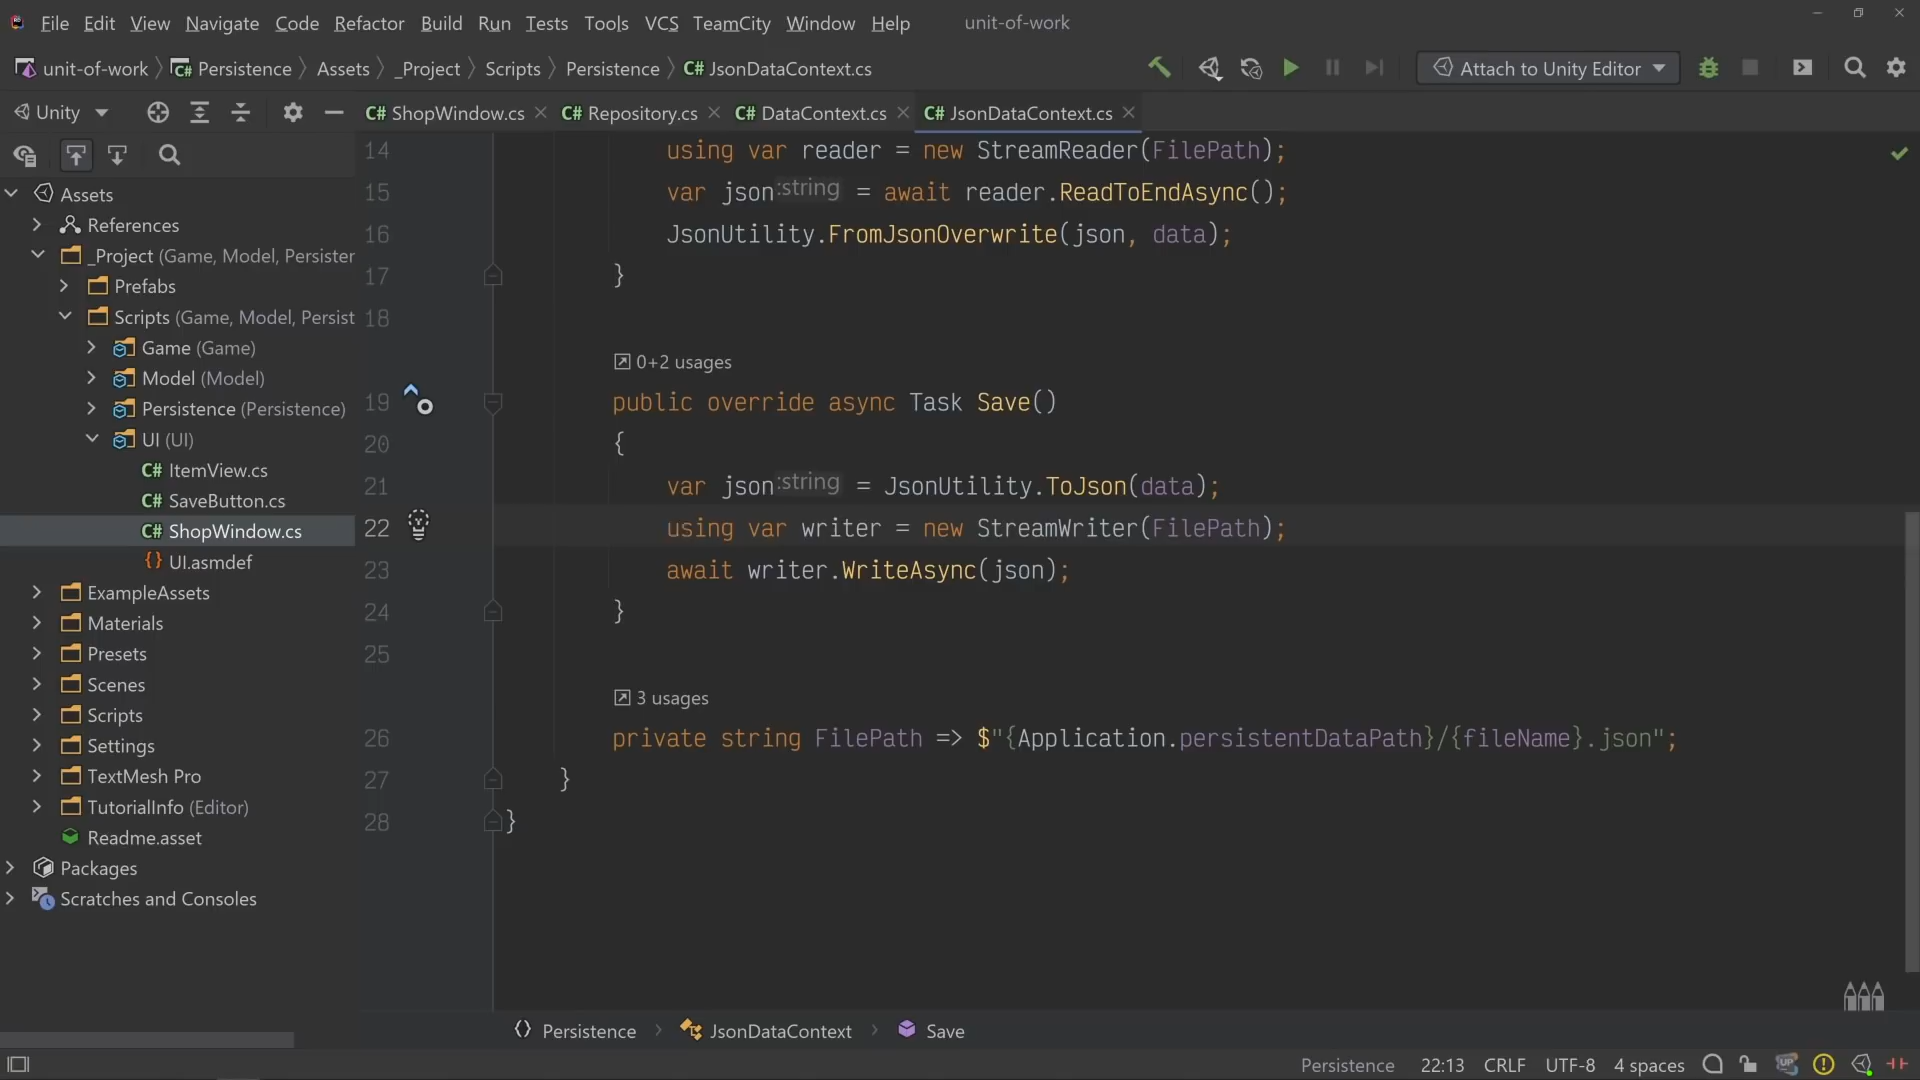 File Edit View Navigate Code Refactor Build Run Tests Tools VCS TeamCity Window Help unit-of-work
unit-of-work Persistence Assets _Project Scripts Persistence C# JsonDataContext.cs Attach to Unity Editor
Unity C# ShopWindow.cs C# Repository.cs C# DataContext.cs C# JsonDataContext.cs
Assets
References
_Project (Game, Model, Persister
Prefabs
Scripts (Game, Model, Persist
Game (Game)
Model (Model)
Persistence (Persistence)
UI (UI)
C# ItemView.cs
C# SaveButton.cs
C# ShopWindow.cs
UI.asmdef
ExampleAssets
Materials
Presets
Scenes
Scripts
Settings
TextMesh Pro
TutorialInfo (Editor)
Readme.asset
Packages
Scratches and Consoles
14 using var reader = new StreamReader(FilePath);
15 var json:string = await reader.ReadToEndAsync();
16 JsonUtility.FromJsonOverwrite(json, data);
17 }
18
0+2 usages
19 public override async Task Save()
20 {
21 var json:string = JsonUtility.ToJson(data);
22 using var writer = new StreamWriter(FilePath);
23 await writer.WriteAsync(json);
24 }
25
3 usages
26 private string FilePath => $"{Application.persistentDataPath}/{fileName}.json";
27 }
28 }
Persistence JsonDataContext Save
Persistence 22:13 CRLF UTF-8 4 spaces